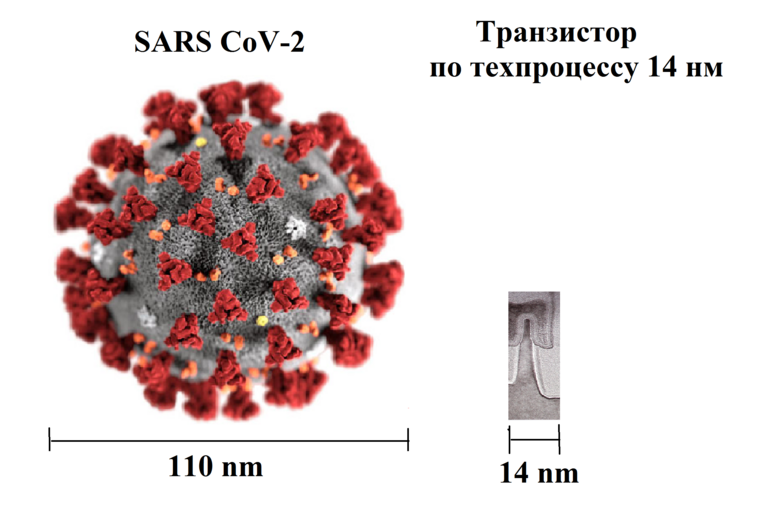 SARS CoV-2
Транзистор
по техпроцессу 14 нм
110 nm
14 nm